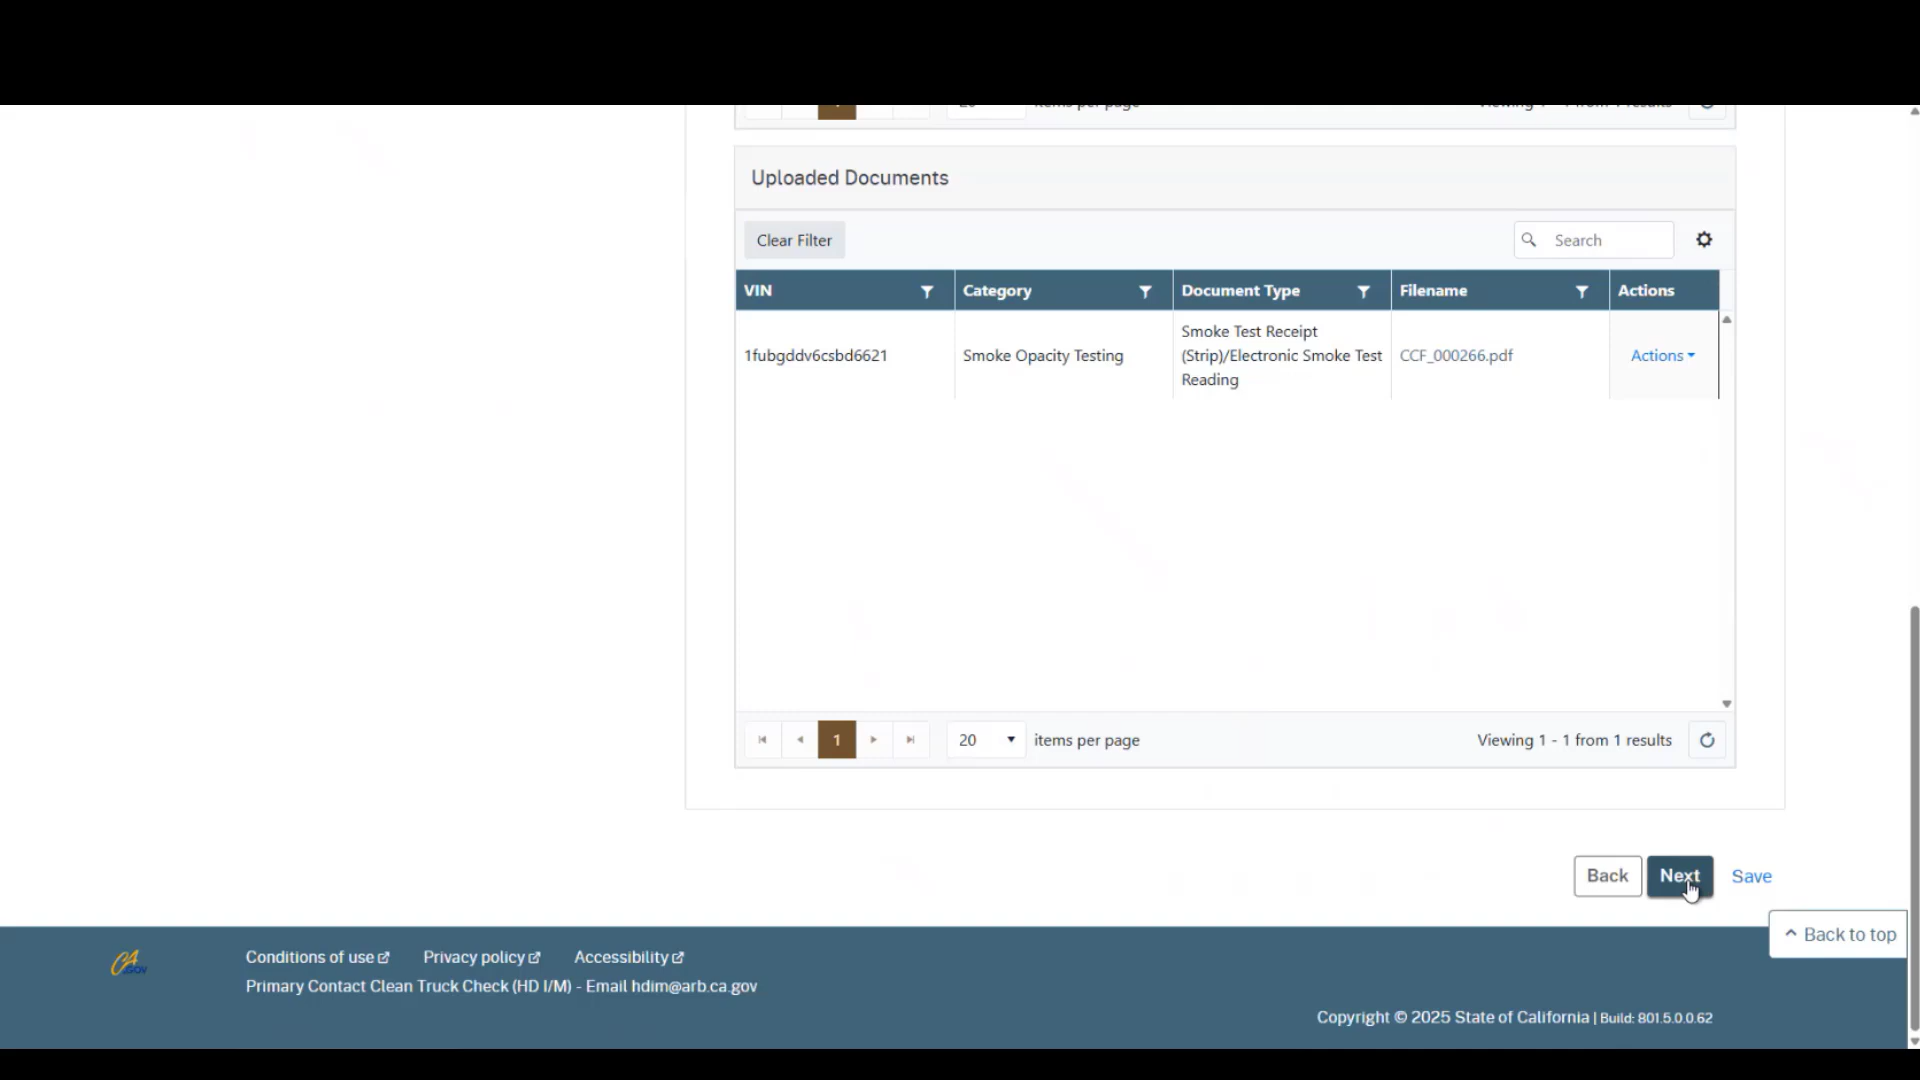 Uploaded Documents
Clear Filter
Search
VIN
Category
Document Type
Filename
Actions
1fubgddv6csbd6621
Smoke Opacity Testing
Smoke Test Receipt
(Strip)/Electronic Smoke Test
Reading
CCF_000266.pdf
Actions
1
20
items per page
Viewing 1 - 1 from 1 results
Back
Next
Save
Back to top
CA.GOV
Conditions of use
Privacy policy
Accessibility
Primary Contact Clean Truck Check (HD I/M) - Email hdim@arb.ca.gov
Copyright © 2025 State of California | Build: 801.5.0.0.62